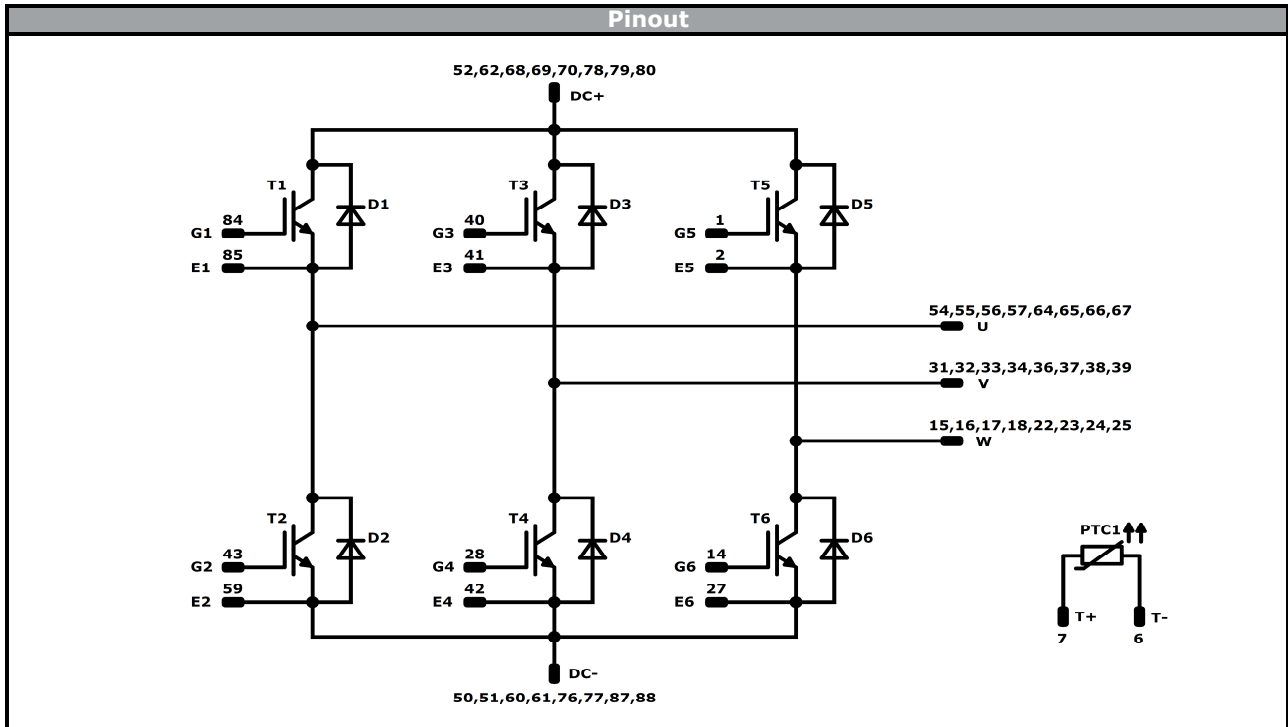 Pinout
52,62,68,69,70,78,79,80
DC+
T1
D1
84
G1
85
E1
T3
D3
40
G3
41
E3
T5
D5
1
G5
2
E5
54,55,56,57,64,65,66,67
U
31,32,33,34,36,37,38,39
V
15,16,17,18,22,23,24,25
W
T2
D2
43
G2
59
E2
T4
D4
28
G4
42
E4
T6
D6
14
G6
27
E6
PTC1
T+
T-
7
6
DC-
50,51,60,61,76,77,87,88